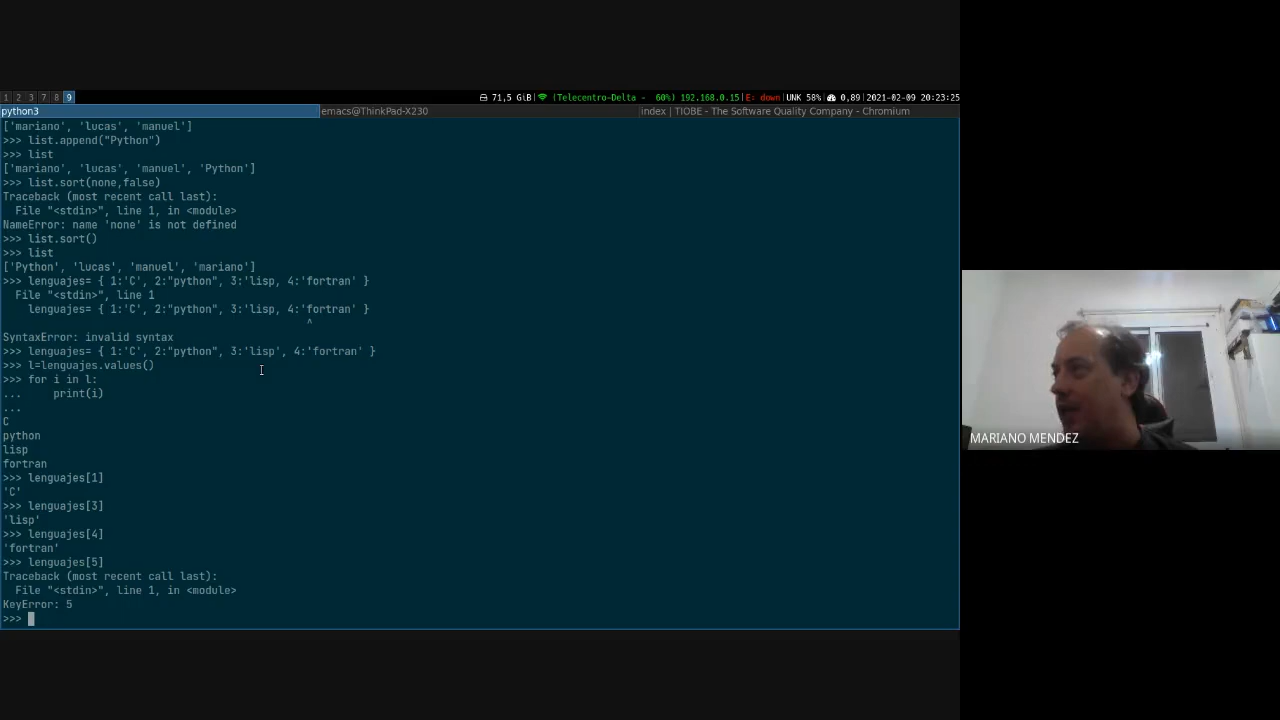 1 2 3 7 8 9
71,5 GiB| |(Telecentro-Delta - 60%) 192.168.0.15|E: down|UNK 58%| 0,89|2021-02-09 20:23:25
python3 emacs@ThinkPad-X230 index | TIOBE - The Software Quality Company - Chromium
['mariano', 'lucas', 'manuel']
>>> list.append("Python")
>>> list
['mariano', 'lucas', 'manuel', 'Python']
>>> list.sort(none,false)
Traceback (most recent call last):
  File "<stdin>", line 1, in <module>
NameError: name 'none' is not defined
>>> list.sort()
>>> list
['Python', 'lucas', 'manuel', 'mariano']
>>> lenguajes= { 1:'C', 2:"python", 3:'lisp, 4:'fortran' }
  File "<stdin>", line 1
    lenguajes= { 1:'C', 2:"python", 3:'lisp, 4:'fortran' }
                                                ^
SyntaxError: invalid syntax
>>> lenguajes= { 1:'C', 2:"python", 3:'lisp', 4:'fortran' }
>>> l=lenguajes.values()
>>> for i in l:
...     print(i)
...
C
python
lisp
fortran
>>> lenguajes[1]
'C'
>>> lenguajes[3]
'lisp'
>>> lenguajes[4]
'fortran'
>>> lenguajes[5]
Traceback (most recent call last):
  File "<stdin>", line 1, in <module>
KeyError: 5
>>>
MARIANO MENDEZ